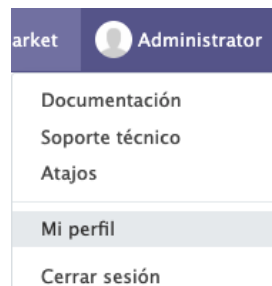 arket Administrator
Documentación
Soporte técnico
Atajos
Mi perfil
Cerrar sesión